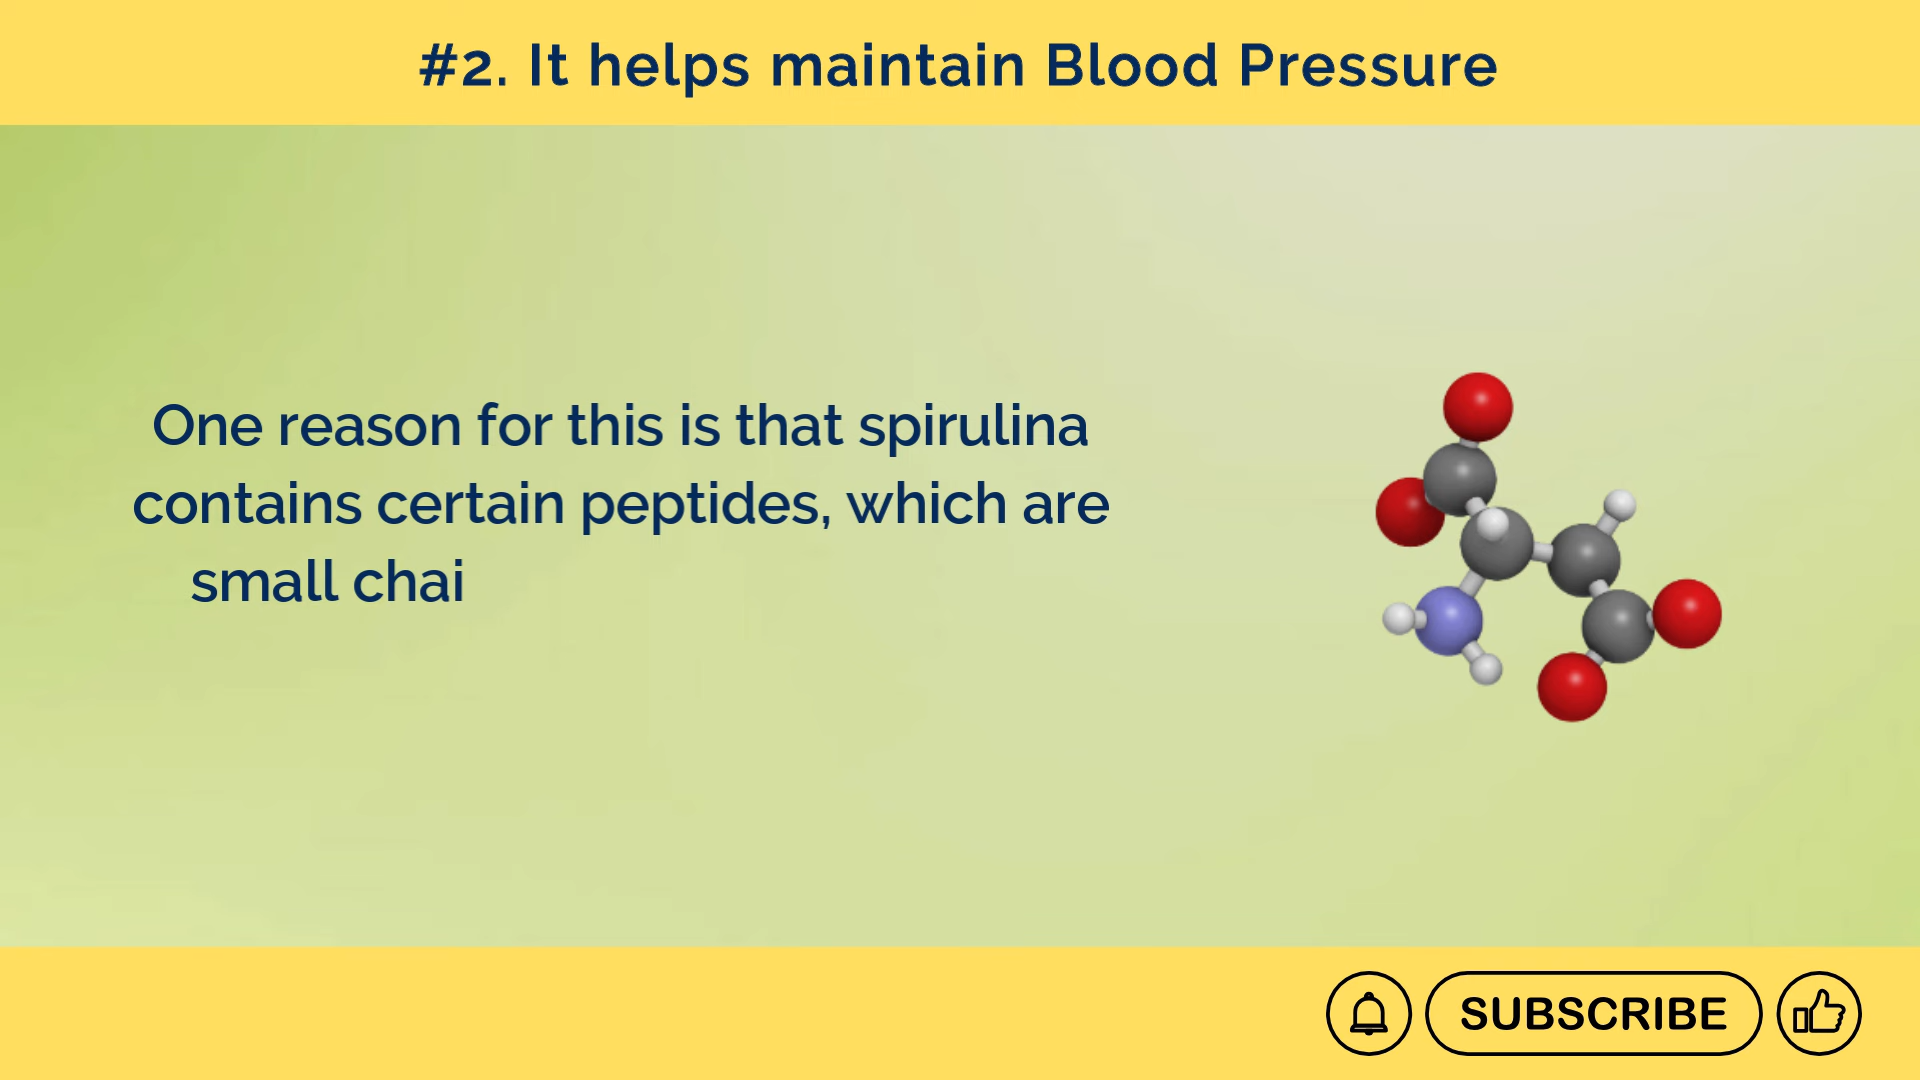 #2. It helps maintain Blood Pressure
One reason for this is that spirulina
contains certain peptides, which are
small chai
SUBSCRIBE